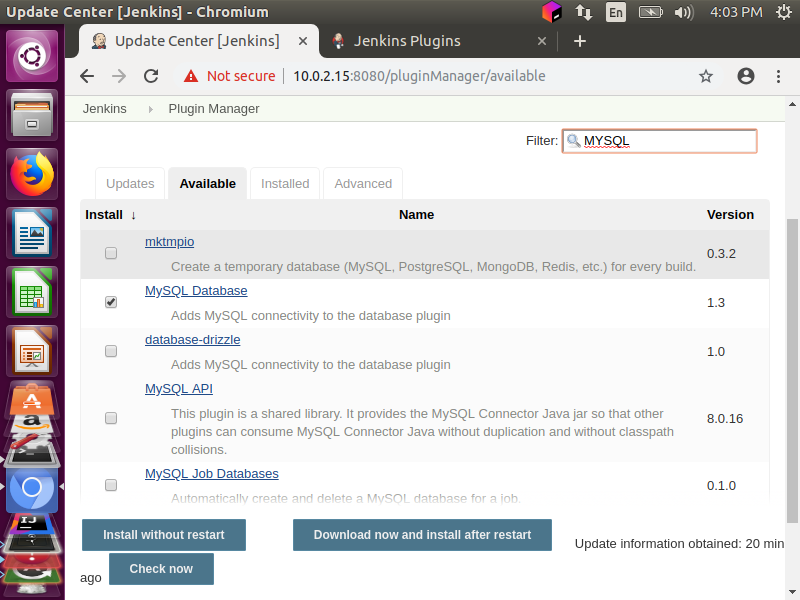 Update Center [Jenkins] - Chromium
En
4:03 PM
Update Center [Jenkins]
Jenkins Plugins
Not secure
10.0.2.15:8080/pluginManager/available
Jenkins
Plugin Manager
Filter:
MYSQL
Updates
Available
Installed
Advanced
Install ↓
Name
Version
mktmpio
Create a temporary database (MySQL, PostgreSQL, MongoDB, Redis, etc.) for every build.
0.3.2
MySQL Database
Adds MySQL connectivity to the database plugin
1.3
database-drizzle
Adds MySQL connectivity to the database plugin
1.0
MySQL API
This plugin is a shared library. It provides the MySQL Connector Java jar so that other
plugins can consume MySQL Connector Java without duplication and without classpath
collisions.
8.0.16
MySQL Job Databases
Automatically create and delete a MySQL database for a job.
0.1.0
Install without restart
Download now and install after restart
Update information obtained: 20 min
ago
Check now